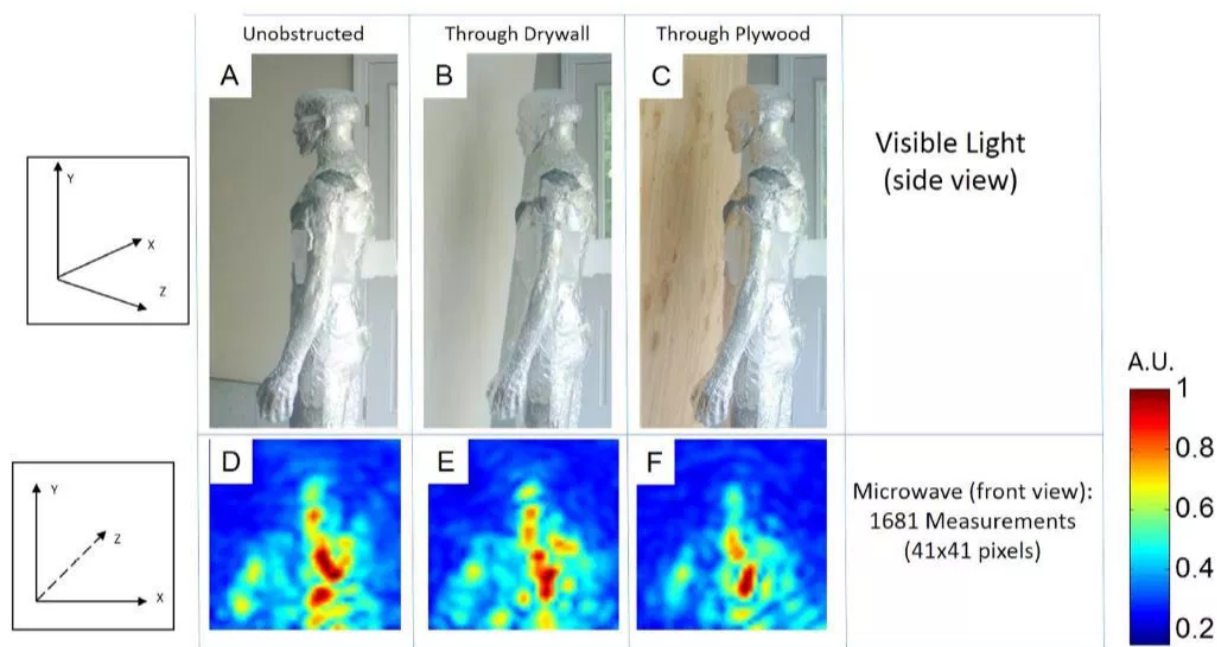 Unobstructed
Through Drywall
Through Plywood
A
B
C
Visible Light
(side view)
Y
X
Z
A.U.
1
0.8
0.6
0.4
0.2
D
E
F
Microwave (front view):
1681 Measurements
(41x41 pixels)
Y
Z
X